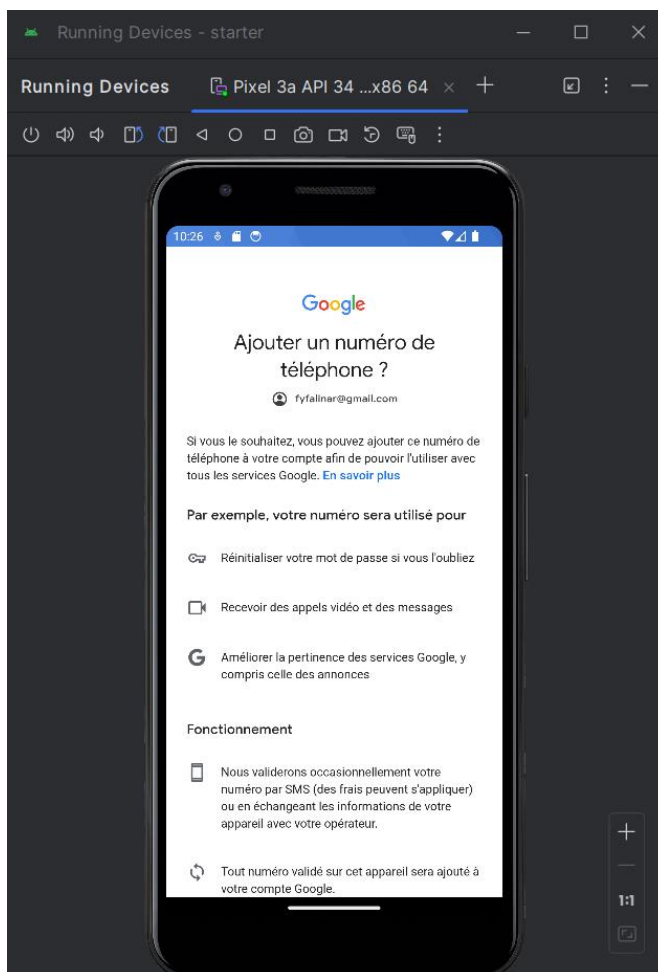 Running Devices - starter
Running Devices
Pixel 3a API 34 ...x86 64
10:26
Google
Ajouter un numéro de
téléphone ?
fyfalinar@gmail.com
Si vous le souhaitez, vous pouvez ajouter ce numéro de
téléphone à votre compte afin de pouvoir l'utiliser avec
tous les services Google. En savoir plus
Par exemple, votre numéro sera utilisé pour
Réinitialiser votre mot de passe si vous l'oubliez
Recevoir des appels vidéo et des messages
G
Améliorer la pertinence des services Google, y
compris celle des annonces
Fonctionnement
Nous validerons occasionnellement votre
numéro par SMS (des frais peuvent s'appliquer)
ou en échangeant les informations de votre
appareil avec votre opérateur.
Tout numéro validé sur cet appareil sera ajouté à
votre compte Google.
1:1